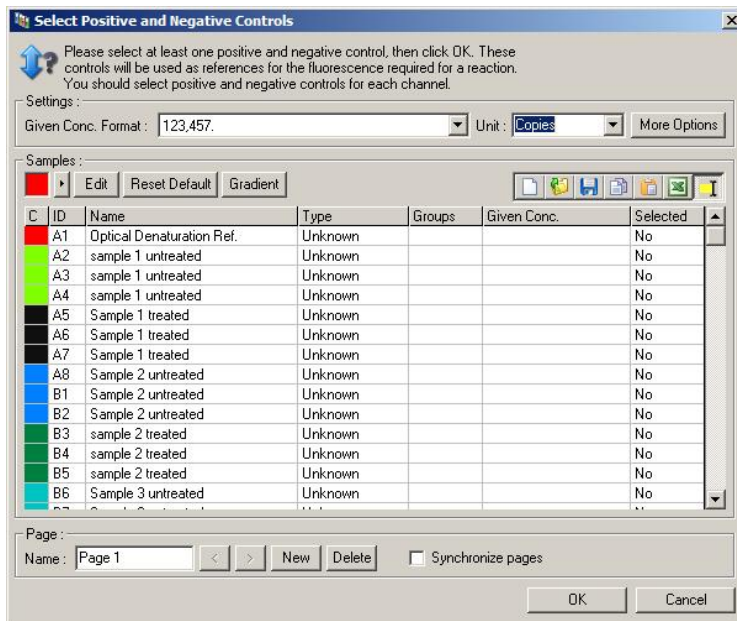 Select Positive and Negative Controls
Please select at least one positive and negative control, then click OK. These
controls will be used as references for the fluorescence required for a reaction.
You should select positive and negative controls for each channel.
Settings :
Given Conc. Format : 123,457. Unit : Copies More Options
Samples :
Edit Reset Default Gradient
C ID Name Type Groups Given Conc. Selected
A1 Optical Denaturation Ref. Unknown No
A2 sample 1 untreated Unknown No
A3 sample 1 untreated Unknown No
A4 sample 1 untreated Unknown No
A5 Sample 1 treated Unknown No
A6 Sample 1 treated Unknown No
A7 Sample 1 treated Unknown No
A8 Sample 2 untreated Unknown No
B1 Sample 2 untreated Unknown No
B2 Sample 2 untreated Unknown No
B3 sample 2 treated Unknown No
B4 sample 2 treated Unknown No
B5 sample 2 treated Unknown No
B6 Sample 3 untreated Unknown No
Page :
Name : Page 1 < > New Delete Synchronize pages
OK Cancel